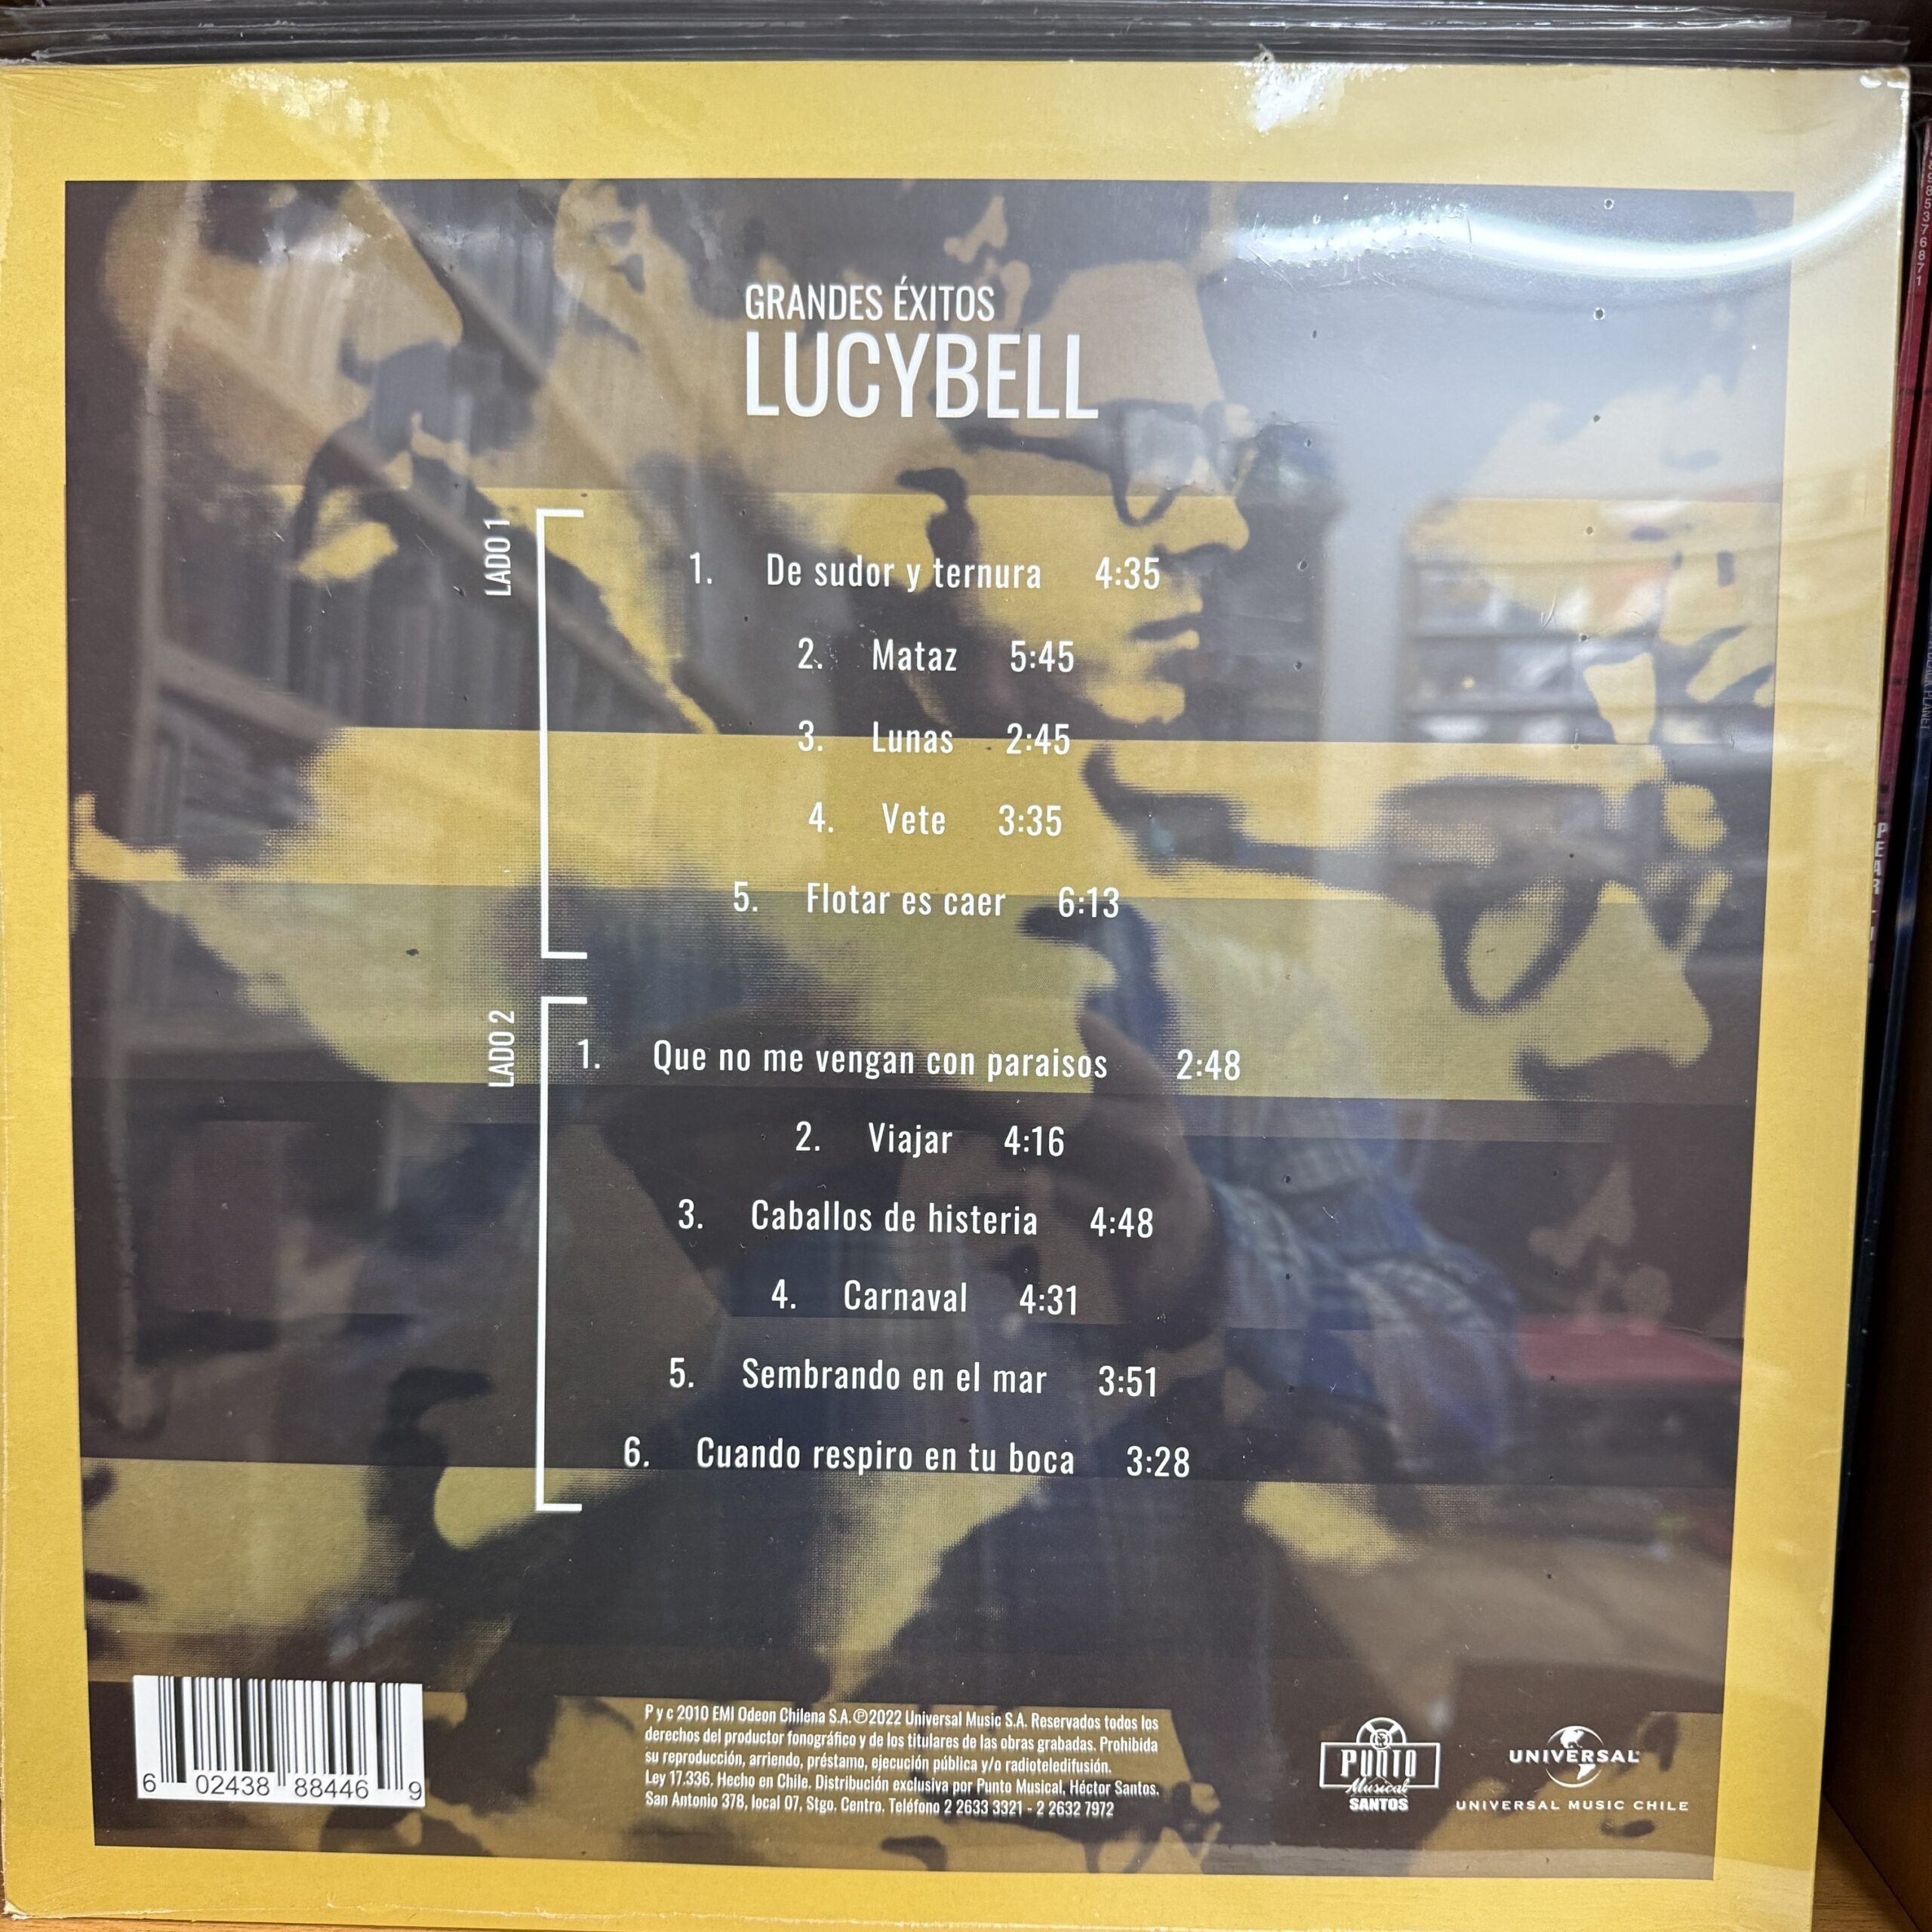 GRANDES ÉXITOS
LUCYBELL
LADO 1
1. De sudor y ternura 4:35
2. Mataz 5:45
3. Lunas 2:45
4. Vete 3:35
5. Flotar es caer 6:13
LADO 2
1. Que no me vengan con paraisos 2:48
2. Viajar 4:16
3. Caballos de histeria 4:48
4. Carnaval 4:31
5. Sembrando en el mar 3:51
6. Cuando respiro en tu boca 3:28
6 02438 88446 9
P y c 2010 EMI Odeon Chilena S.A.Ⓟ2022 Universal Music S.A. Reservados todos los
derechos del productor fonográfico y de los titulares de las obras grabadas. Prohibida
su reproducción, arriendo, préstamo, ejecución pública y/o radioteledifusión.
Ley 17.336. Hecho en Chile. Distribución exclusiva por Punto Musical, Héctor Santos.
San Antonio 378, local 07, Stgo. Centro. Teléfono 2 2633 3321 - 2 2632 7972
PUNTO
Musical
SANTOS
UNIVERSAL
UNIVERSAL MUSIC CHILE